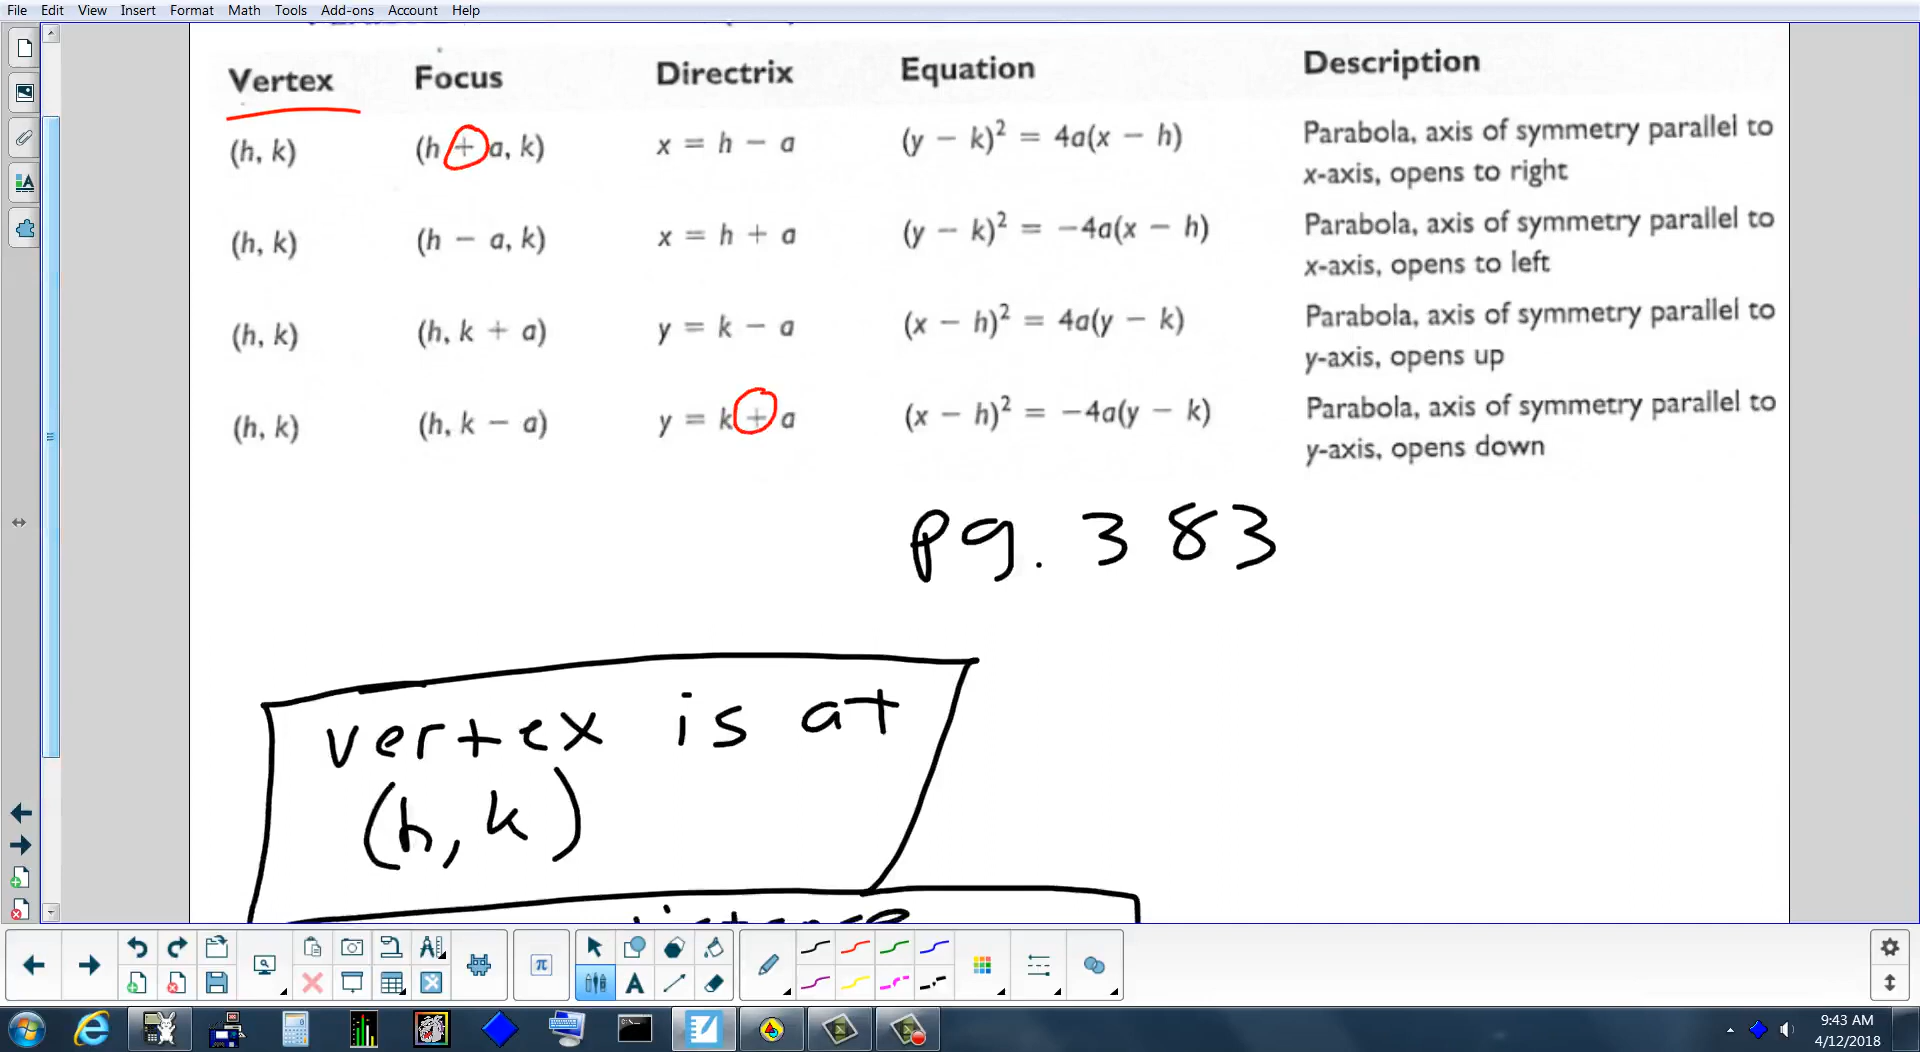 File Edit View Insert Format Math Tools Add-ons Account Help
Vertex Focus Directrix Equation Description
(h, k) (h + a, k) x = h − a (y − k)² = 4a(x − h) Parabola, axis of symmetry parallel to
x-axis, opens to right
(h, k) (h − a, k) x = h + a (y − k)² = −4a(x − h) Parabola, axis of symmetry parallel to
x-axis, opens to left
(h, k) (h, k + a) y = k − a (x − h)² = 4a(y − k) Parabola, axis of symmetry parallel to
y-axis, opens up
(h, k) (h, k − a) y = k + a (x − h)² = −4a(y − k) Parabola, axis of symmetry parallel to
y-axis, opens down
pg. 383
vertex is at
(h, k)
π
A
9:43 AM
4/12/2018